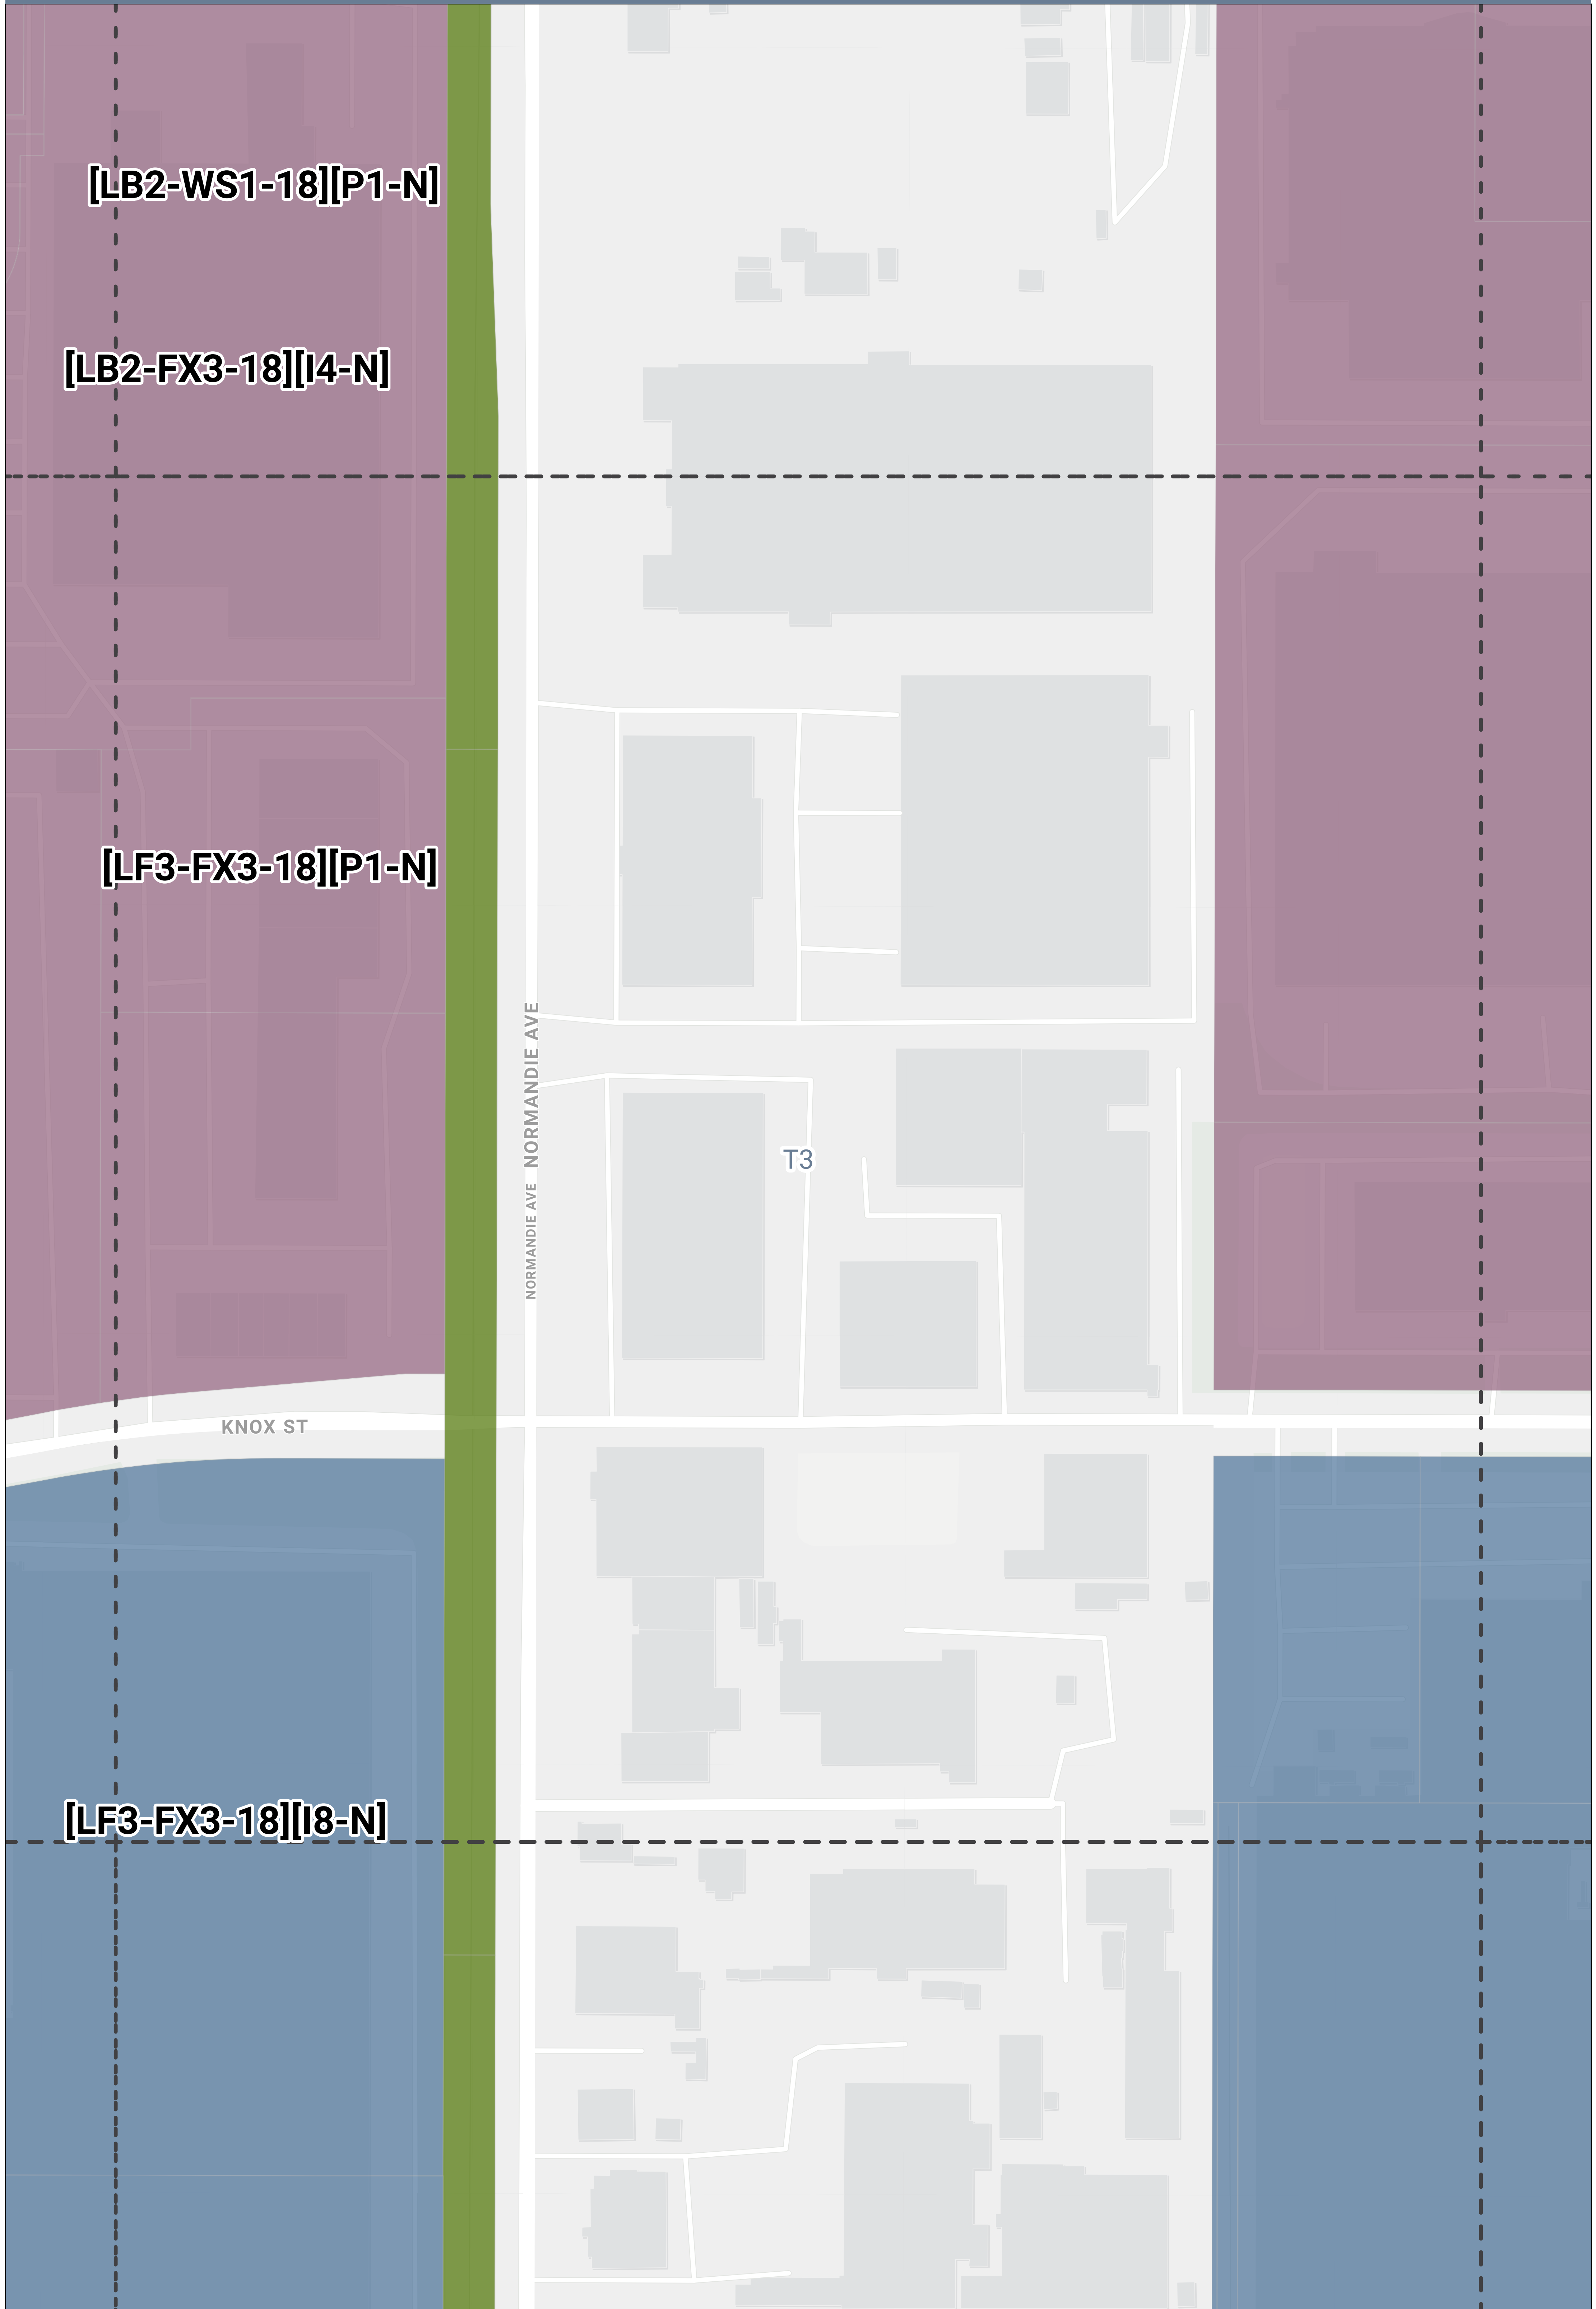 [LB2-WS1-18][P1-N]
[LB2-FX3-18][I4-N]
[LF3-FX3-18][P1-N]
NORMANDIE AVE
T3
NORMANDIE AVE
KNOX ST
[LF3-FX3-18][I8-N]